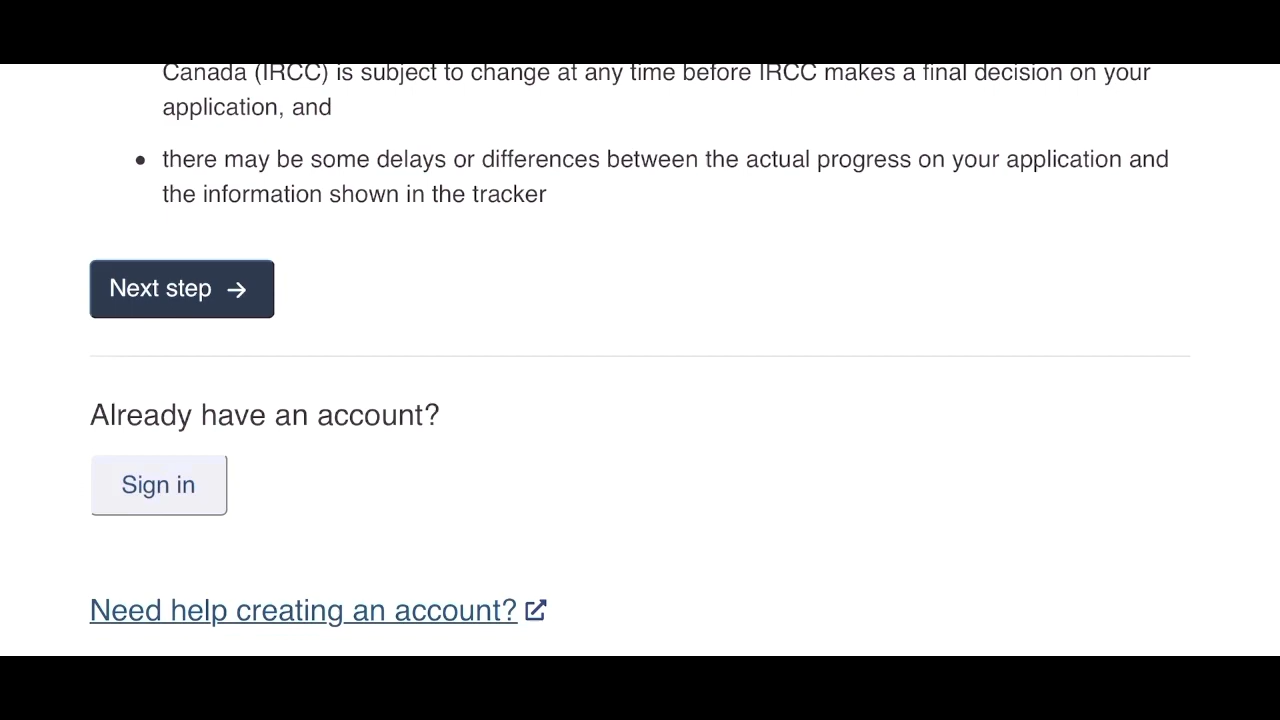 Canada (IRCC) is subject to change at any time before IRCC makes a final decision on your
application, and
• there may be some delays or differences between the actual progress on your application and
the information shown in the tracker
Next step →
Already have an account?
Sign in
Need help creating an account?